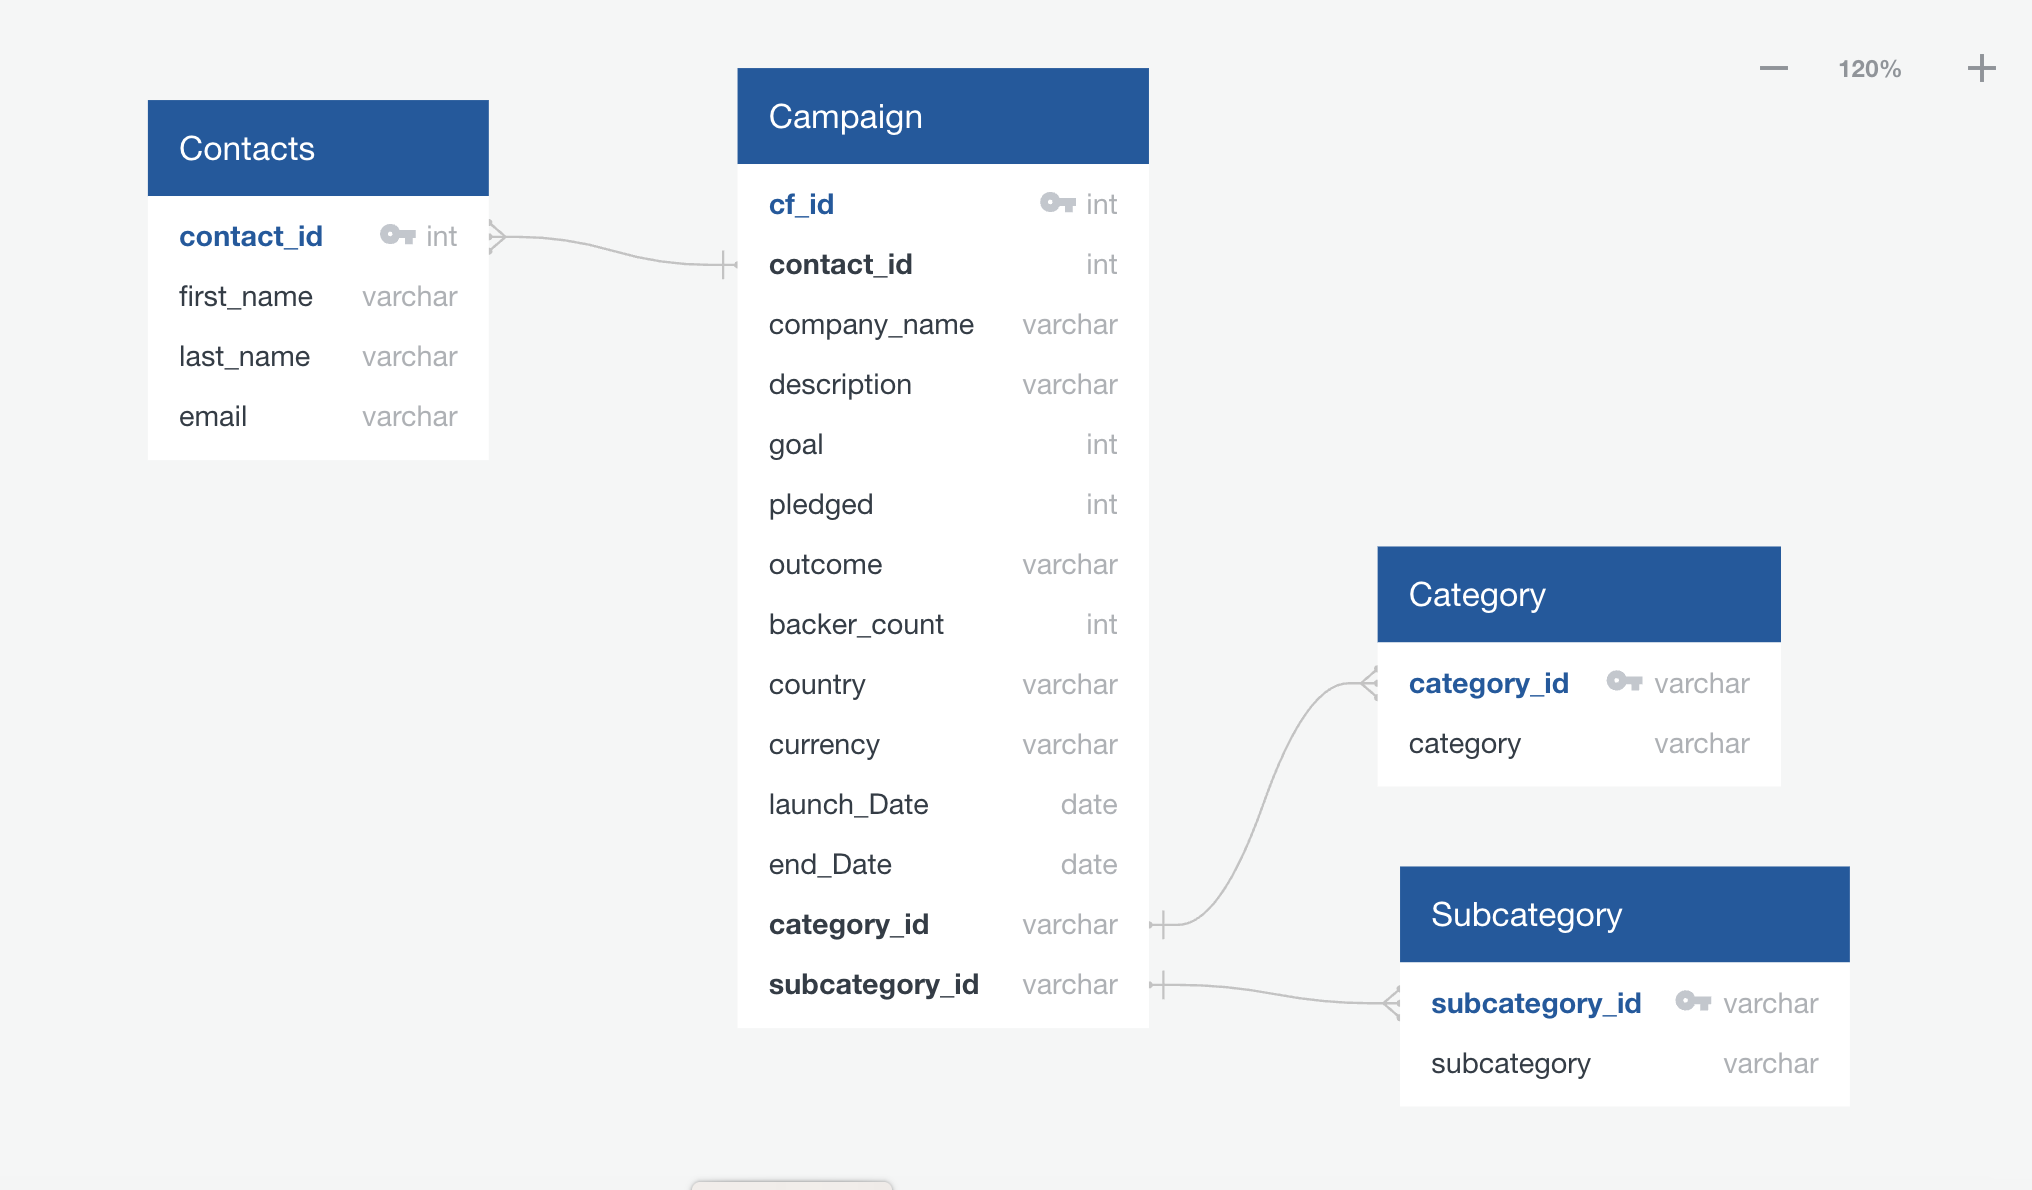 120%
Contacts
contact_id int
first_name varchar
last_name varchar
email varchar
Campaign
cf_id int
contact_id int
company_name varchar
description varchar
goal int
pledged int
outcome varchar
backer_count int
country varchar
currency varchar
launch_Date date
end_Date date
category_id varchar
subcategory_id varchar
Category
category_id varchar
category varchar
Subcategory
subcategory_id varchar
subcategory varchar